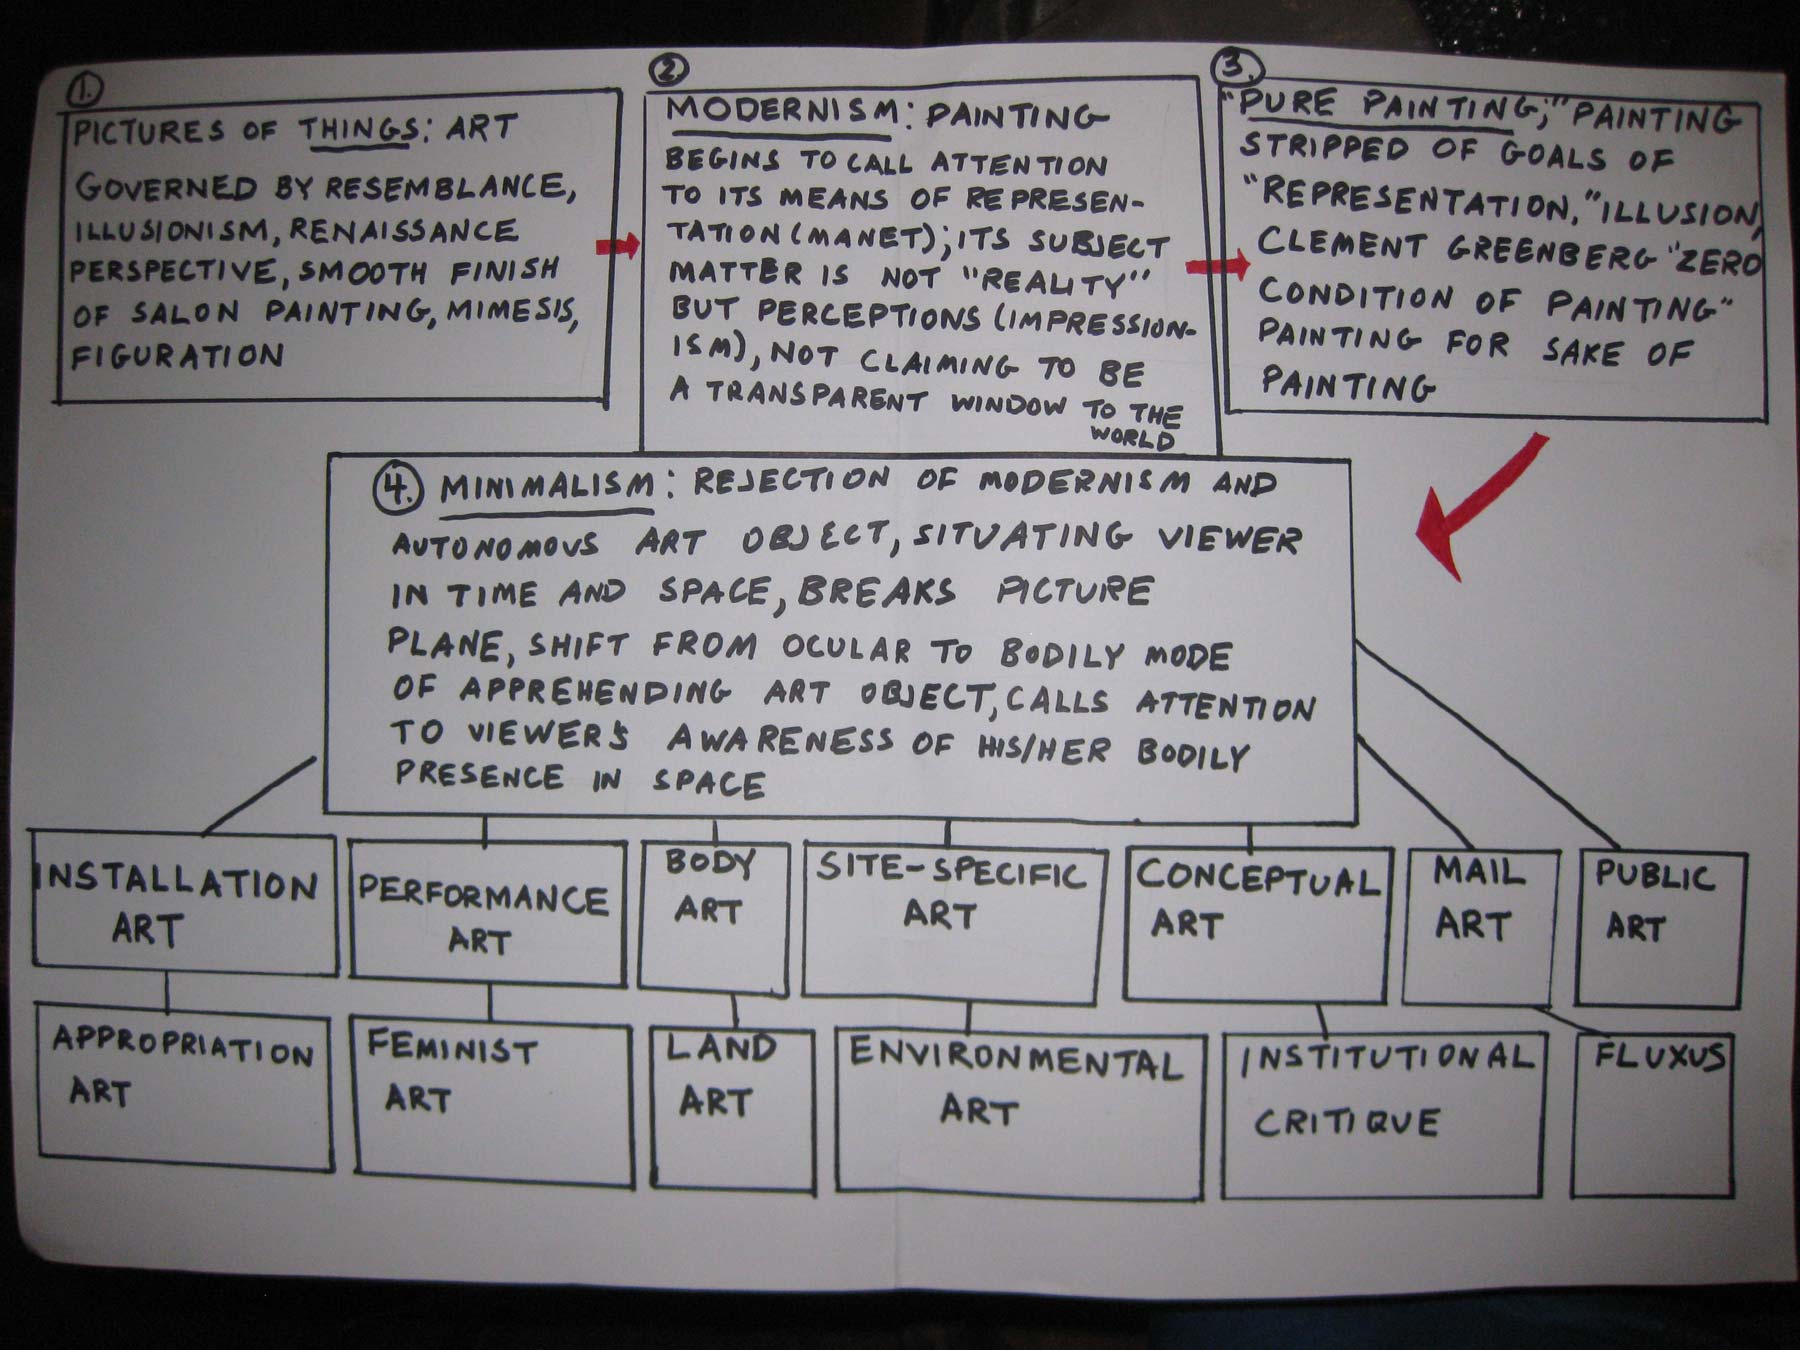 1.
PICTURES OF THINGS: ART
GOVERNED BY RESEMBLANCE,
ILLUSIONISM, RENAISSANCE
PERSPECTIVE, SMOOTH FINISH
OF SALON PAINTING, MIMESIS,
FIGURATION
2.
MODERNISM: PAINTING
BEGINS TO CALL ATTENTION
TO ITS MEANS OF REPRESEN-
TATION (MANET); ITS SUBJECT
MATTER IS NOT "REALITY"
BUT PERCEPTIONS (IMPRESSION-
ISM), NOT CLAIMING TO BE
A TRANSPARENT WINDOW TO THE
WORLD
3.
"PURE PAINTING;" PAINTING
STRIPPED OF GOALS OF
"REPRESENTATION," ILLUSION,
CLEMENT GREENBERG "ZERO
CONDITION OF PAINTING"
PAINTING FOR SAKE OF
PAINTING
4. MINIMALISM: REJECTION OF MODERNISM AND
AUTONOMOUS ART OBJECT, SITUATING VIEWER
IN TIME AND SPACE, BREAKS PICTURE
PLANE, SHIFT FROM OCULAR TO BODILY MODE
OF APPREHENDING ART OBJECT, CALLS ATTENTION
TO VIEWER'S AWARENESS OF HIS/HER BODILY
PRESENCE IN SPACE
INSTALLATION
ART
PERFORMANCE
ART
BODY
ART
SITE-SPECIFIC
ART
CONCEPTUAL
ART
MAIL
ART
PUBLIC
ART
APPROPRIATION
ART
FEMINIST
ART
LAND
ART
ENVIRONMENTAL
ART
INSTITUTIONAL
CRITIQUE
FLUXUS